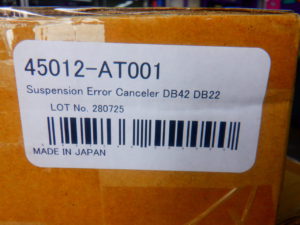 45012-AT001
Suspension Error Canceler DB42 DB22
LOT No. 280725
MADE IN JAPAN